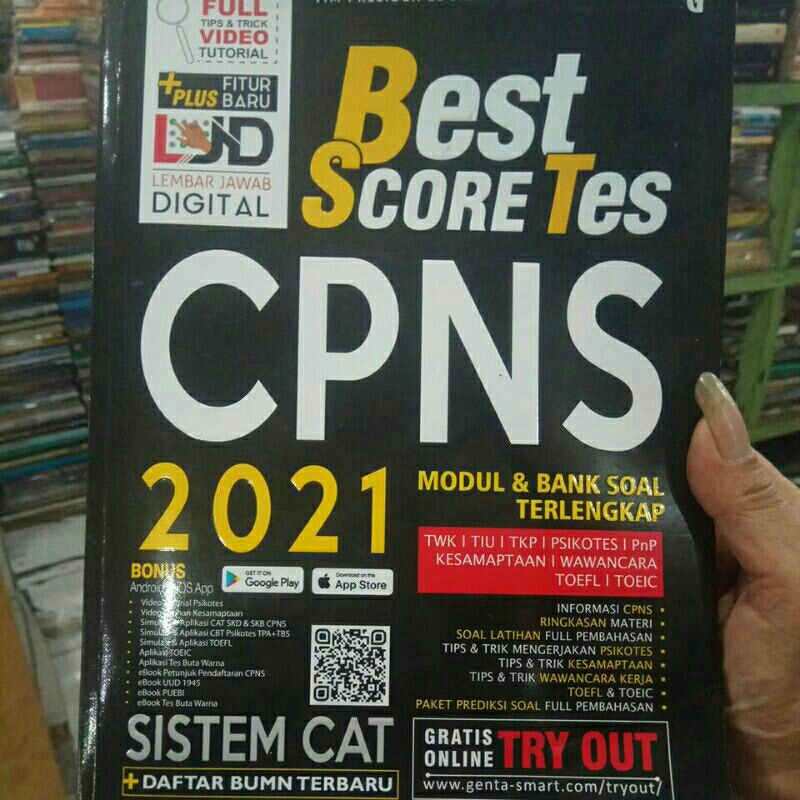 FULL
TIPS & TRICK
VIDEO
TUTORIAL
+PLUS FITUR BARU
LJD
LEMBAR JAWAB
DIGITAL
Best
Score Tes
CPNS
2021
MODUL & BANK SOAL
TERLENGKAP
TWK | TIU | TKP | PSIKOTES | PnP
KESAMAPTAAN | WAWANCARA
TOEFL | TOEIC
BONUS
GET IT ON
Google Play
Download on the
App Store
Aplikasi Tes Buta Warna
eBook Petunjuk Pendaftaran CPNS
eBook UUD 1945
eBook PUEBI
eBook Tes Buta Warna
INFORMASI CPNS
RINGKASAN MATERI
SOAL LATIHAN FULL PEMBAHASAN
TIPS & TRIK MENGERJAKAN PSIKOTES
TIPS & TRIK KESAMAPTAAN
TIPS & TRIK WAWANCARA KERJA
TOEFL & TOEIC
PAKET PREDIKSI SOAL FULL PEMBAHASAN
SISTEM CAT
+DAFTAR BUMN TERBARU
GRATIS
ONLINE
TRY OUT
www.genta-smart.com/tryout/